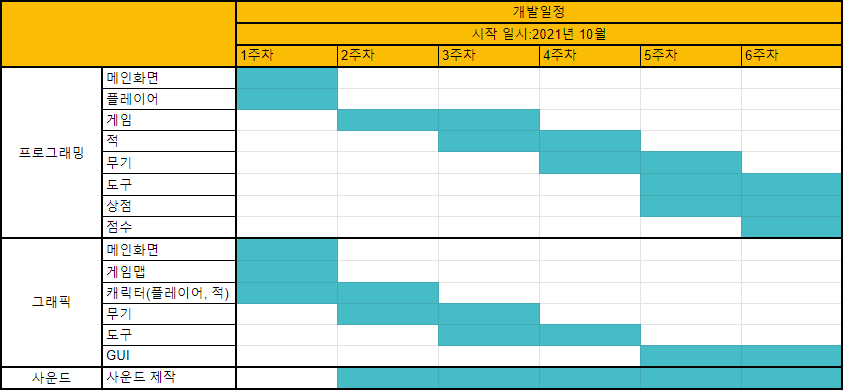 개발일정
시작 일시:2021년 10월
1주차 2주차 3주차 4주차 5주차 6주차
프로그래밍
메인화면
플레이어
게임
적
무기
도구
상점
점수
그래픽
메인화면
게임맵
캐릭터(플레이어, 적)
무기
도구
GUI
사운드
사운드 제작